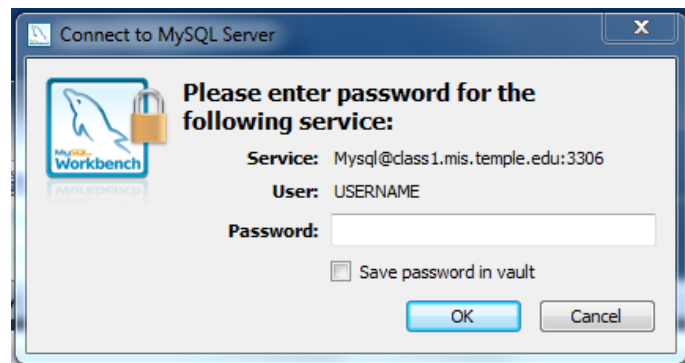 Connect to MySQL Server
X
Please enter password for the
following service:
MySQL
Workbench
Service: Mysql@class1.mis.temple.edu:3306
User: USERNAME
Password:
Save password in vault
OK Cancel